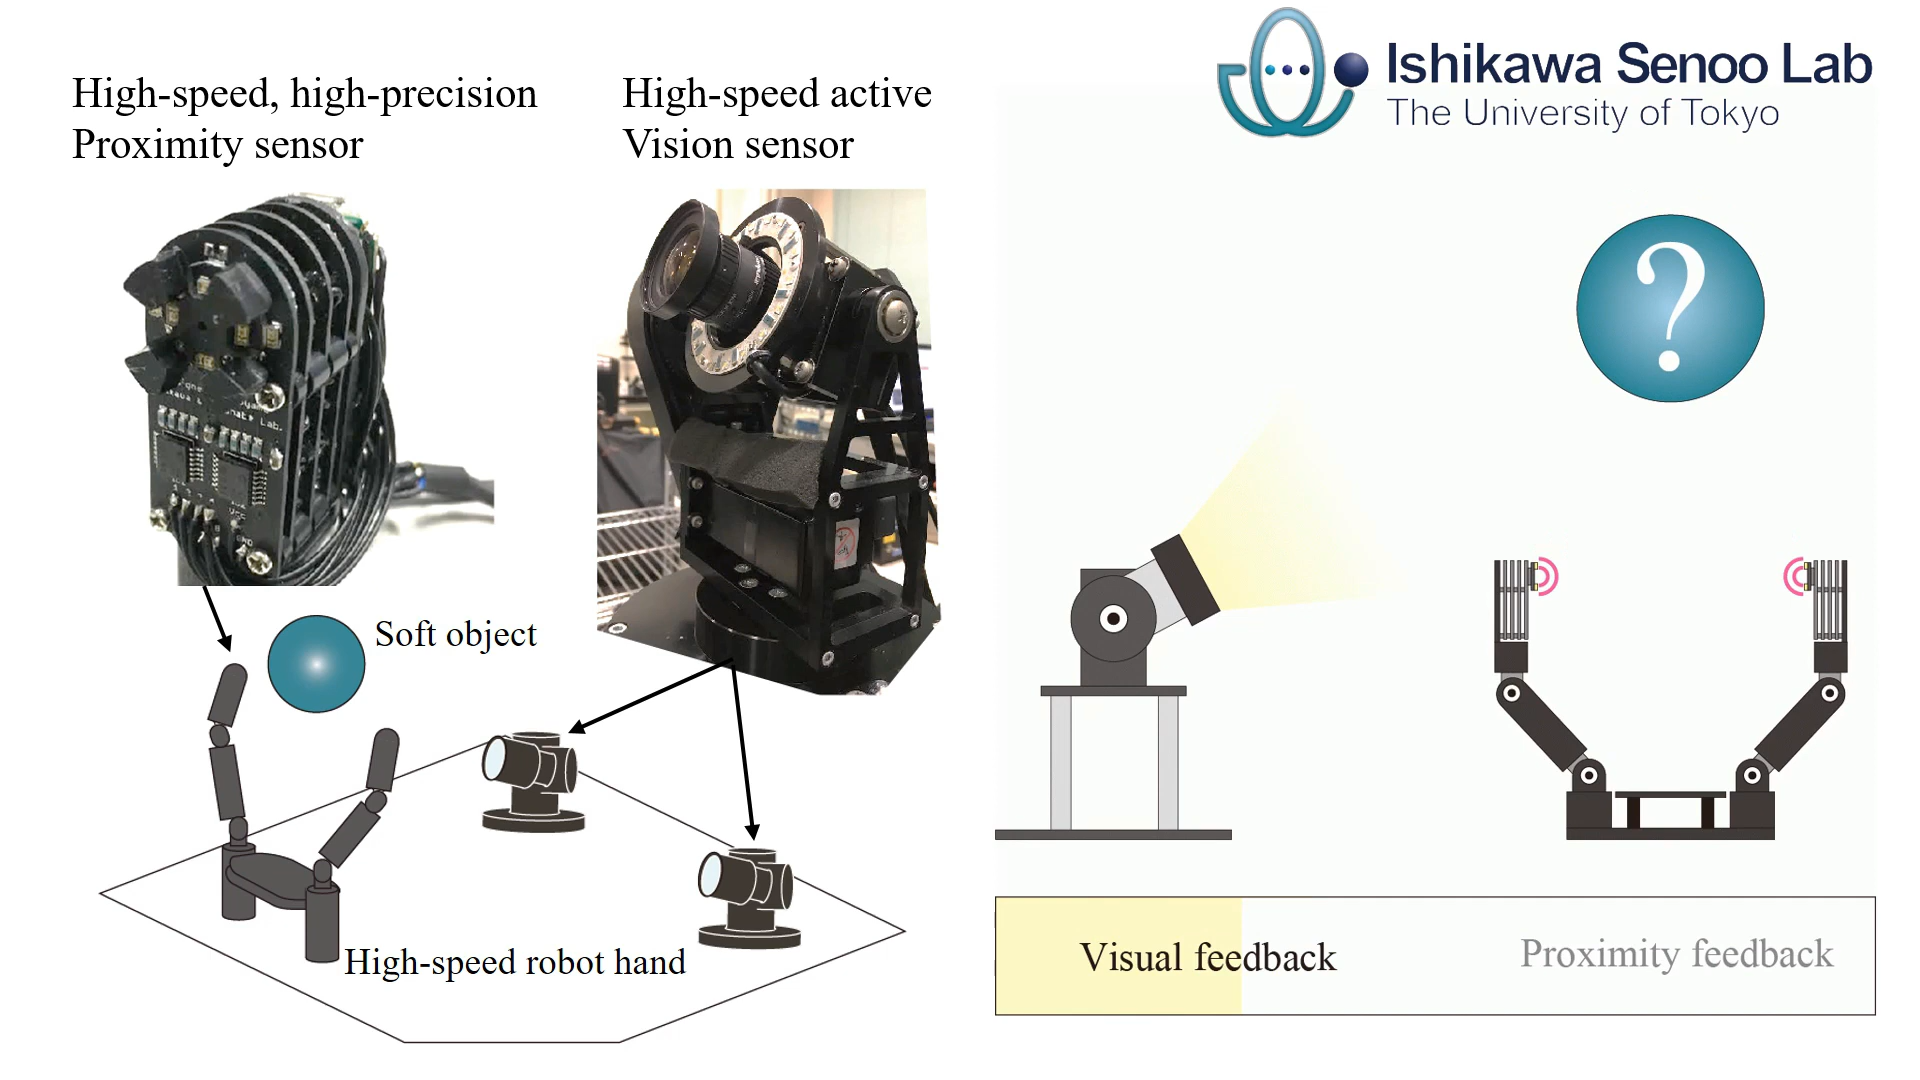 High-speed, high-precision
Proximity sensor
High-speed active
Vision sensor
Ishikawa Senoo Lab
The University of Tokyo
?
Soft object
High-speed robot hand
Visual feedback
Proximity feedback